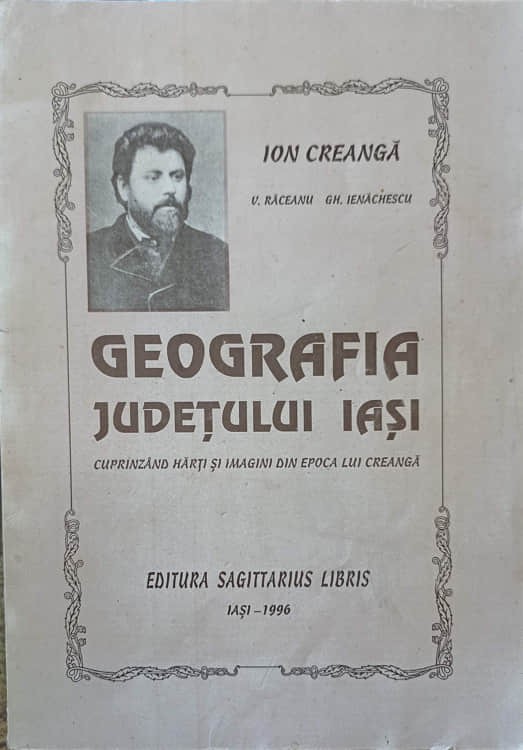 ION CREANGĂ
V. RĂCEANU GH. IENĂCHESCU
GEOGRAFIA
JUDEȚULUI IAȘI
CUPRINZÂND HĂRȚI ȘI IMAGINI DIN EPOCA LUI CREANGĂ
EDITURA SAGITTARIUS LIBRIS
IAȘI – 1996